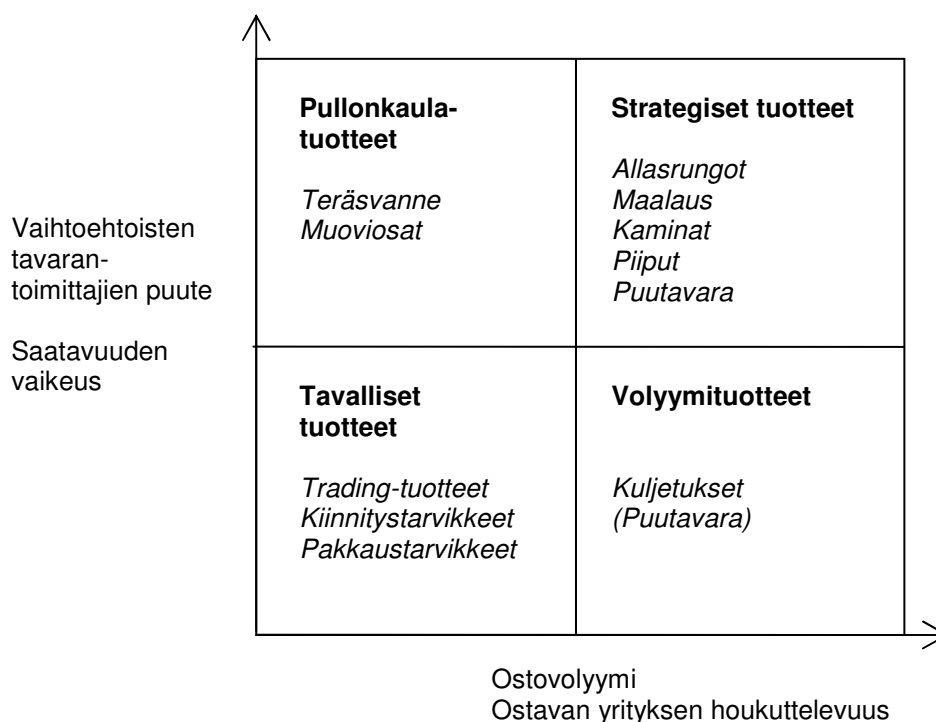 Pullonkaula-
tuotteet
Teräsvanne
Muoviosat
Strategiset tuotteet
Allasrungot
Maalaus
Kaminat
Piiput
Puutavara
Vaihtoehtoisten
tavaran-
toimittajien puute
Saatavuuden
vaikeus
Tavalliset
tuotteet
Trading-tuotteet
Kiinnitystarvikkeet
Pakkaustarvikkeet
Volyymituotteet
Kuljetukset
(Puutavara)
Ostovolyymi
Ostavan yrityksen houkuttelevuus